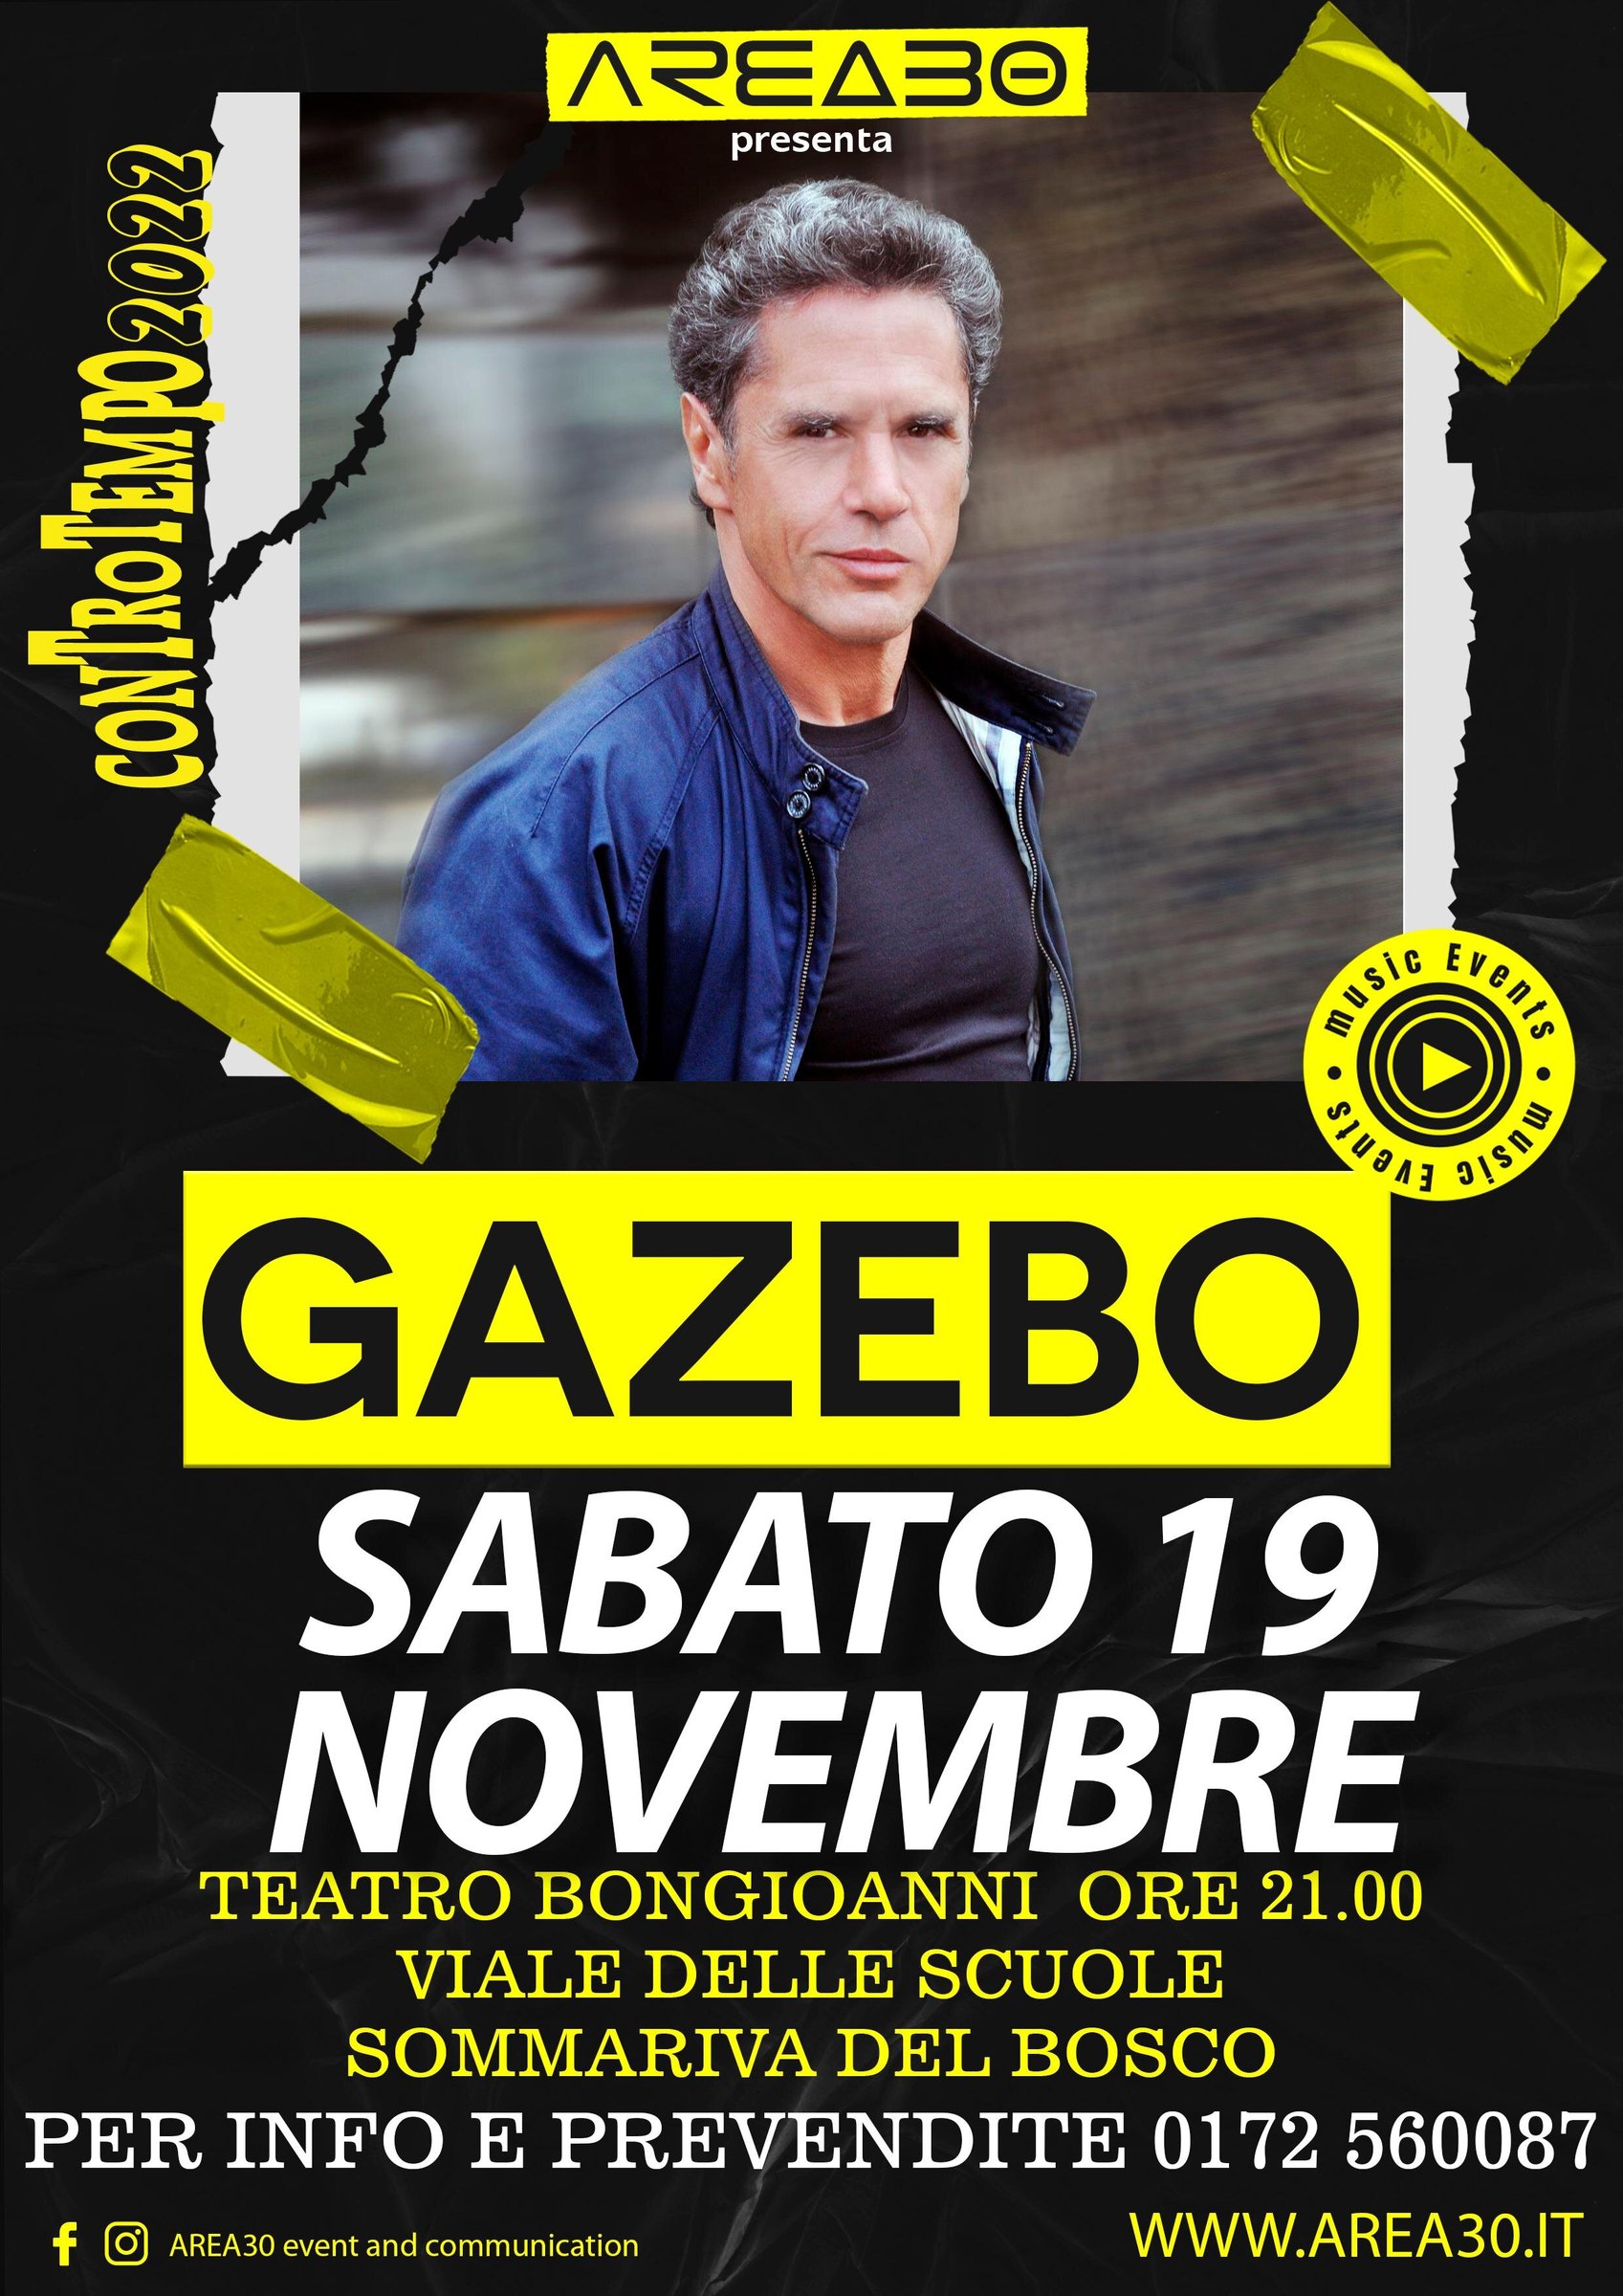 AREA30
presenta
CONTROTEMPO2022
music Events • music Events •
GAZEBO
SABATO 19
NOVEMBRE
TEATRO BONGIOANNI ORE 21.00
VIALE DELLE SCUOLE
SOMMARIVA DEL BOSCO
PER INFO E PREVENDITE 0172 560087
AREA30 event and communication
WWW.AREA30.IT